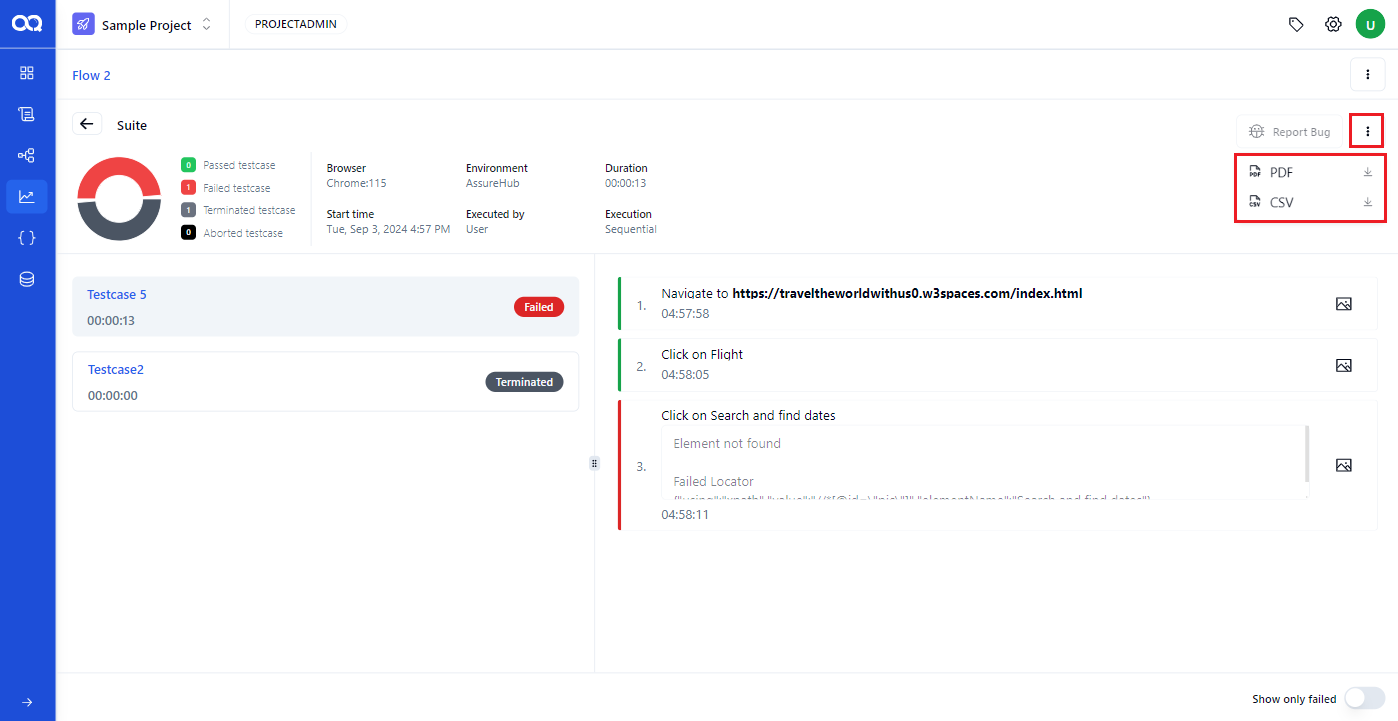 Sample Project
PROJECTADMIN
U
Flow 2
Suite
Report Bug
PDF
PDF
CSV
CSV
0 Passed testcase
1 Failed testcase
1 Terminated testcase
0 Aborted testcase
Browser
Chrome:115
Environment
AssureHub
Duration
00:00:13
Start time
Tue, Sep 3, 2024 4:57 PM
Executed by
User
Execution
Sequential
Testcase 5
00:00:13
Failed
Testcase2
00:00:00
Terminated
1.
Navigate to https://traveltheworldwithus0.w3spaces.com/index.html
04:57:58
2.
Click on Flight
04:58:05
3.
Click on Search and find dates
Element not found
Failed Locator
04:58:11
Show only failed